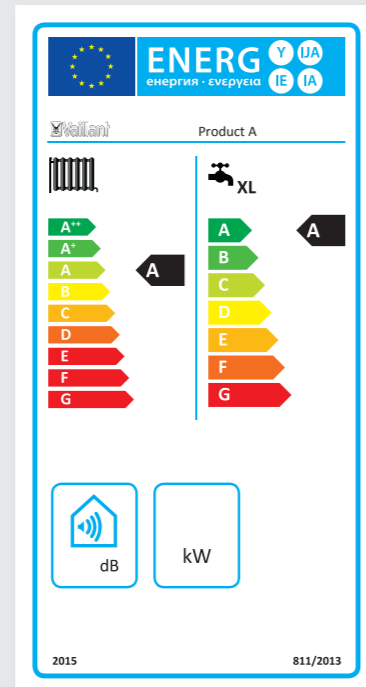 ENERG Y IJA
енергия · ενεργεια IE IA
Vaillant Product A
XL
A++
A+
A
B
C
D
E
F
G
A
A
B
C
D
E
F
G
A
dB
kW
2015 811/2013